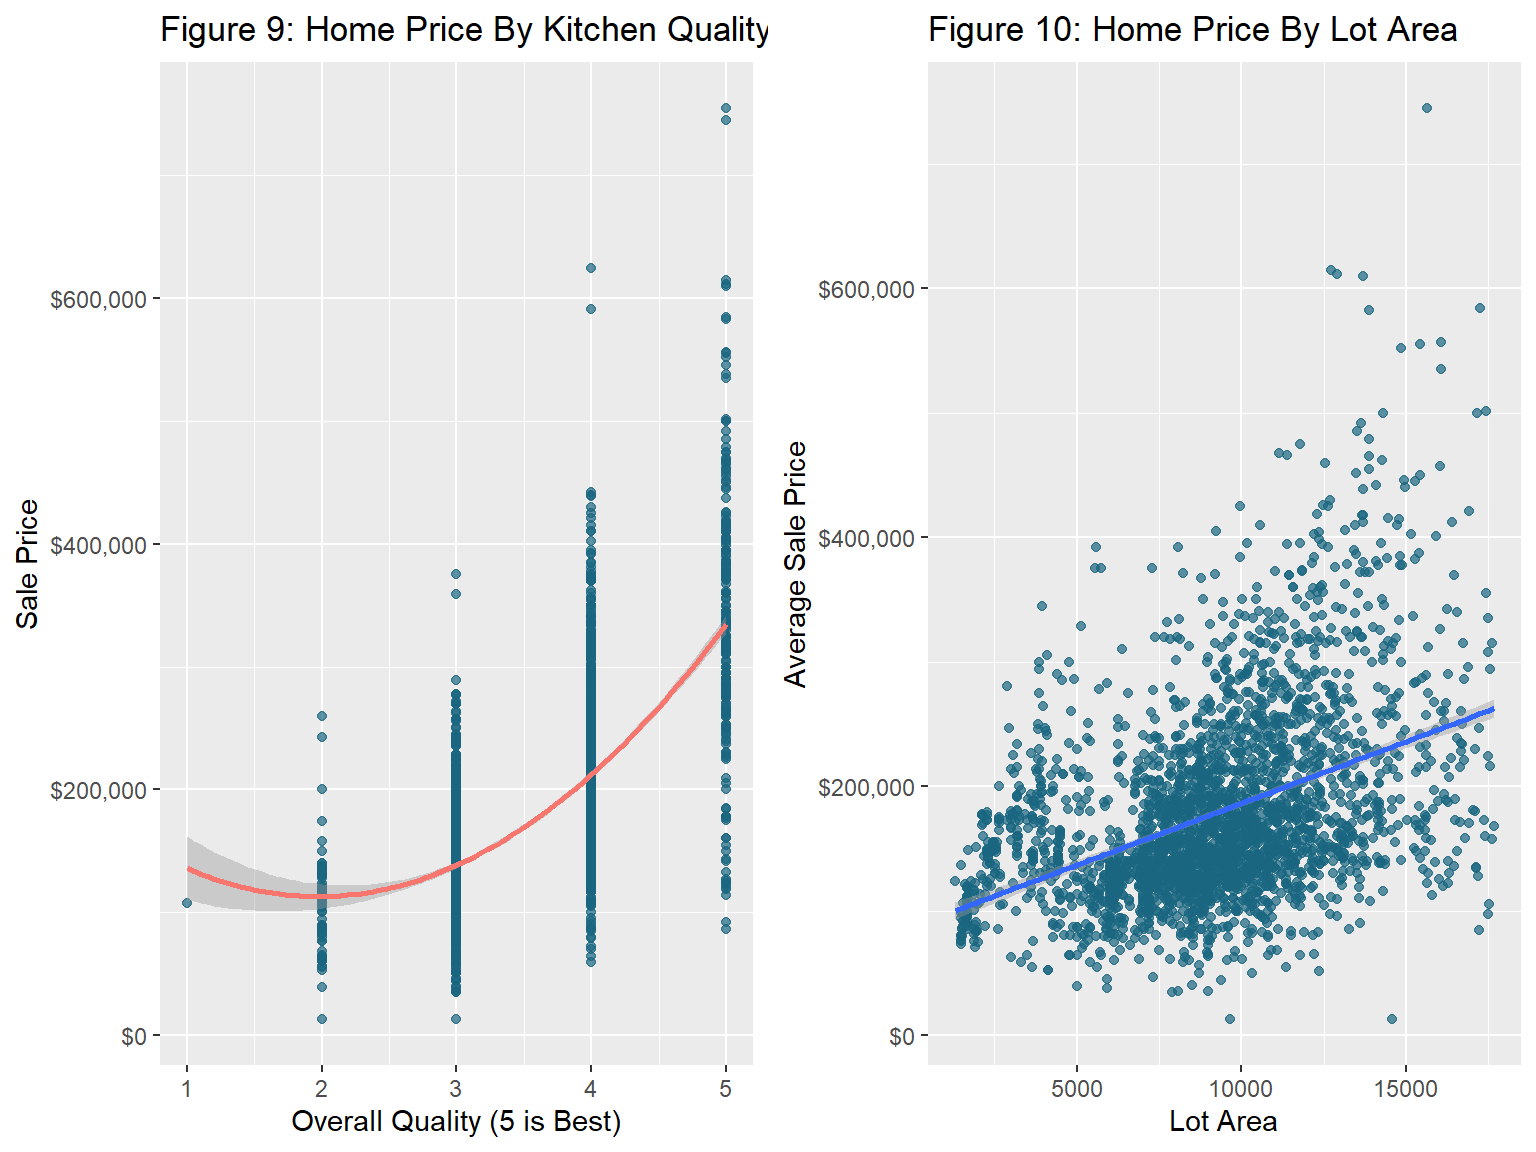 Figure 9: Home Price By Kitchen Quality
Sale Price
$600,000
$400,000
$200,000
$0
1 2 3 4 5
Overall Quality (5 is Best)
Figure 10: Home Price By Lot Area
Average Sale Price
$600,000
$400,000
$200,000
$0
5000 10000 15000
Lot Area